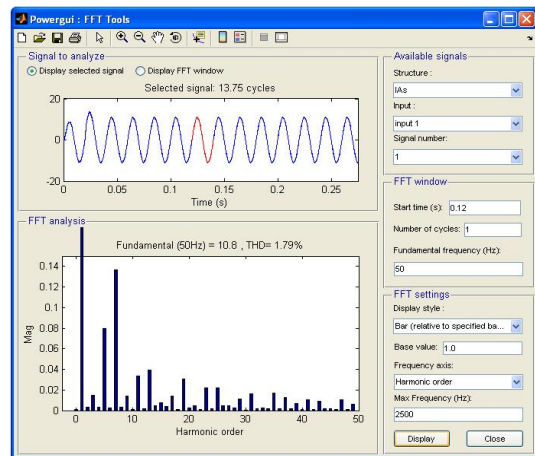 Powergui : FFT Tools
Signal to analyze
Display selected signal
Display FFT window
Selected signal: 13.75 cycles
20
0
-20
0
0.05
0.1
0.15
0.2
0.25
Time (s)
FFT analysis
Fundamental (50Hz) = 10.8 , THD= 1.79%
0.14
0.12
0.1
0.08
0.06
0.04
0.02
0
Mag
0
10
20
30
40
50
Harmonic order
Available signals
Structure :
IAs
Input :
input 1
Signal number:
1
FFT window
Start time (s): 0.12
Number of cycles: 1
Fundamental frequency (Hz):
50
FFT settings
Display style :
Bar (relative to specified ba...
Base value: 1.0
Frequency axis:
Harmonic order
Max Frequency (Hz):
2500
Display
Close